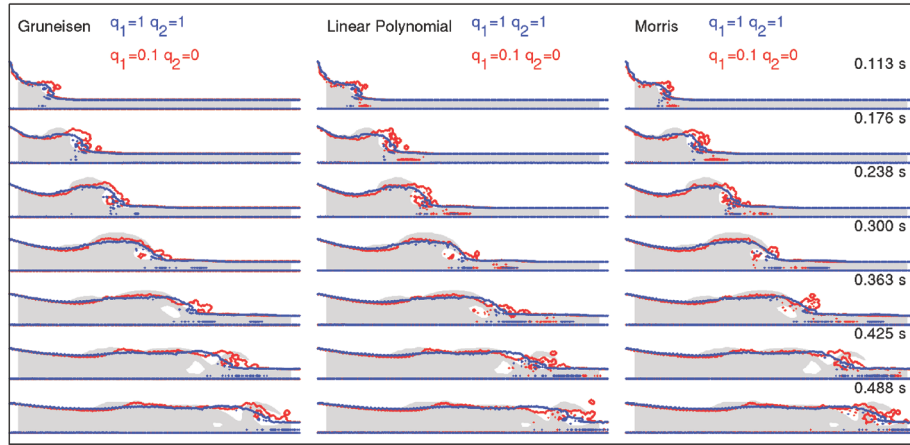 Gruneisen q1=1 q2=1 Linear Polynomial q1=1 q2=1 Morris q1=1 q2=1
q1=0.1 q2=0 q1=0.1 q2=0 q1=0.1 q2=0
0.113 s
0.176 s
0.238 s
0.300 s
0.363 s
0.425 s
0.488 s